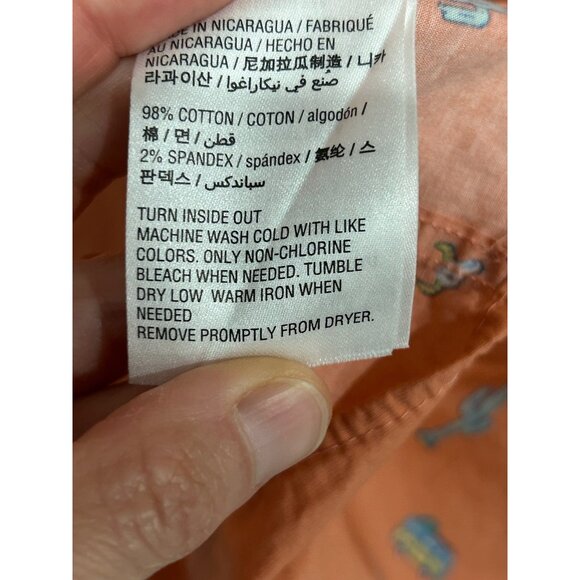 MADE IN NICARAGUA / FABRIQUÉ
AU NICARAGUA / HECHO EN
NICARAGUA / 尼加拉瓜制造 / 니카
라과이산 / صنع في نيكاراغوا /
98% COTTON / COTON / algodón /
棉 / 면 / قطن /
2% SPANDEX / spándex / 氨纶 / 스
판덱스 / سباندكس
TURN INSIDE OUT
MACHINE WASH COLD WITH LIKE
COLORS. ONLY NON-CHLORINE
BLEACH WHEN NEEDED. TUMBLE
DRY LOW WARM IRON WHEN
NEEDED
REMOVE PROMPTLY FROM DRYER.